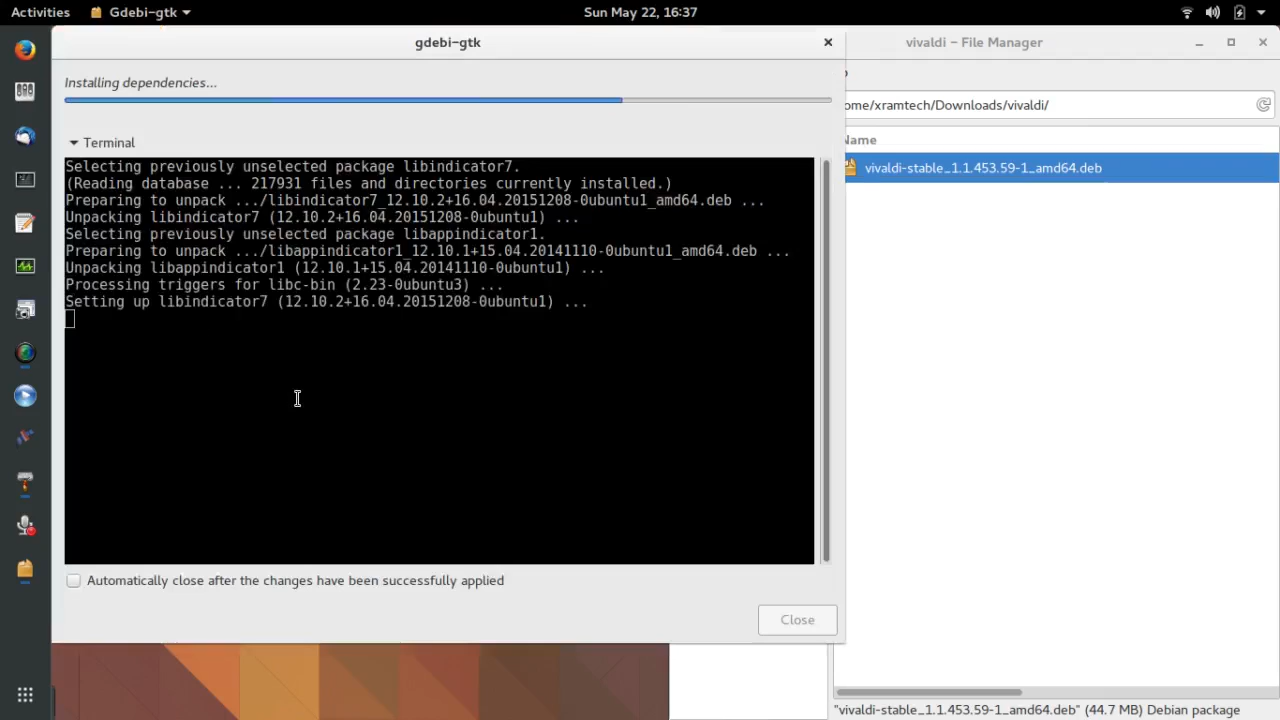 Activities
Gdebi-gtk
Sun May 22, 16:37
gdebi-gtk
Installing dependencies...
Terminal
Selecting previously unselected package libindicator7.
(Reading database ... 217931 files and directories currently installed.)
Preparing to unpack .../libindicator7_12.10.2+16.04.20151208-0ubuntu1_amd64.deb ...
Unpacking libindicator7 (12.10.2+16.04.20151208-0ubuntu1) ...
Selecting previously unselected package libappindicator1.
Preparing to unpack .../libappindicator1_12.10.1+15.04.20141110-0ubuntu1_amd64.deb ...
Unpacking libappindicator1 (12.10.1+15.04.20141110-0ubuntu1) ...
Processing triggers for libc-bin (2.23-0ubuntu3) ...
Setting up libindicator7 (12.10.2+16.04.20151208-0ubuntu1) ...
Automatically close after the changes have been successfully applied
Close
vivaldi – File Manager
ome/xramtech/Downloads/vivaldi/
Name
vivaldi-stable_1.1.453.59-1_amd64.deb
"vivaldi-stable_1.1.453.59-1_amd64.deb" (44.7 MB) Debian package